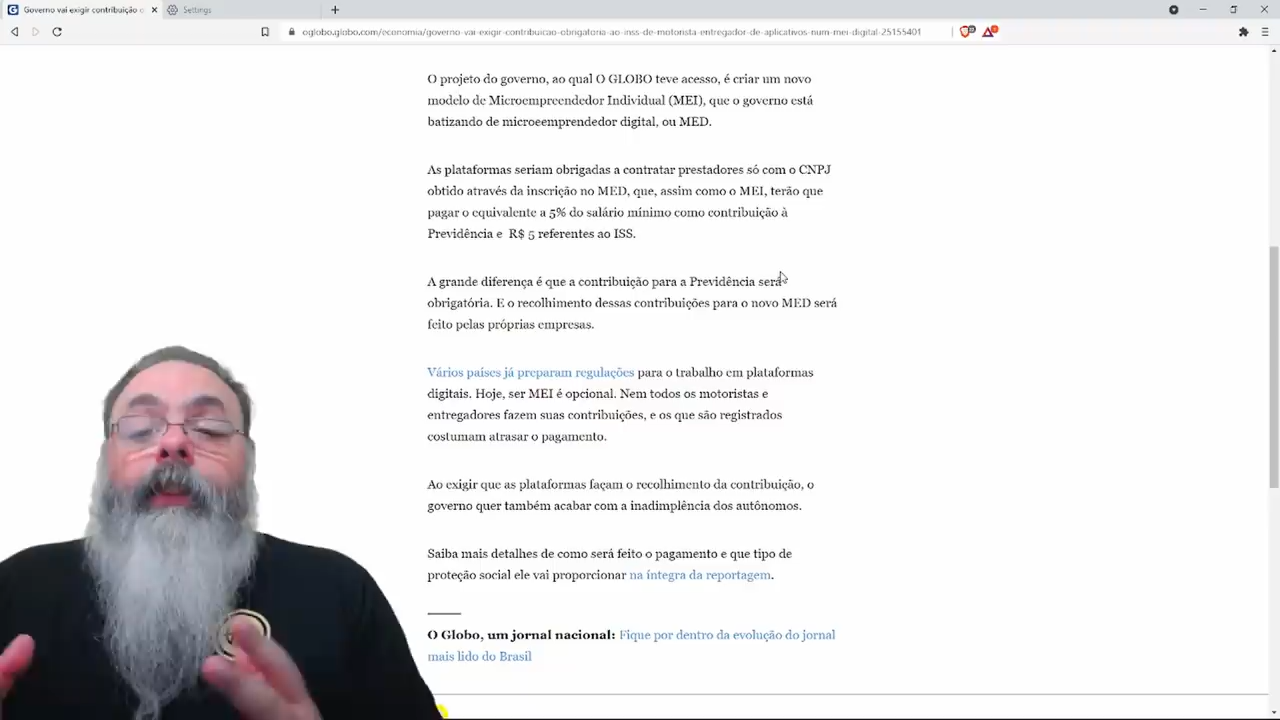 Governo vai exigir contribuição o
Settings
oglobo.globo.com/economia/governo-vai-exigir-contribuicao-obrigatoria-ao-inss-de-motorista-entregador-de-aplicativos-num-mei-digital-25155401
O projeto do governo, ao qual O GLOBO teve acesso, é criar um novo
modelo de Microempreendedor Individual (MEI), que o governo está
batizando de microeemprendedor digital, ou MED.
As plataformas seriam obrigadas a contratar prestadores só com o CNPJ
obtido através da inscrição no MED, que, assim como o MEI, terão que
pagar o equivalente a 5% do salário mínimo como contribuição à
Previdência e R$ 5 referentes ao ISS.
A grande diferença é que a contribuição para a Previdência será
obrigatória. E o recolhimento dessas contribuições para o novo MED será
feito pelas próprias empresas.
Vários países já preparam regulações para o trabalho em plataformas
digitais. Hoje, ser MEI é opcional. Nem todos os motoristas e
entregadores fazem suas contribuições, e os que são registrados
costumam atrasar o pagamento.
Ao exigir que as plataformas façam o recolhimento da contribuição, o
governo quer também acabar com a inadimplência dos autônomos.
Saiba mais detalhes de como será feito o pagamento e que tipo de
proteção social ele vai proporcionar na íntegra da reportagem.
O Globo, um jornal nacional: Fique por dentro da evolução do jornal
mais lido do Brasil